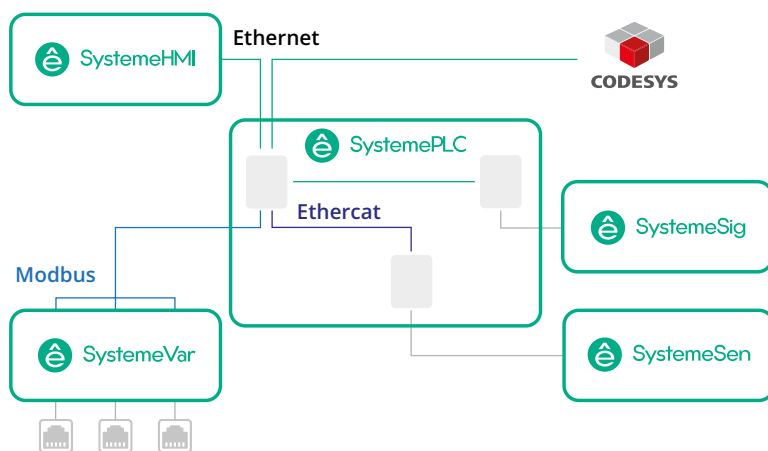 Ethernet
ê SystemeHMI
CODESYS
ê SystemePLC
Ethercat
ê SystemeSig
Modbus
ê SystemeVar
ê SystemeSen